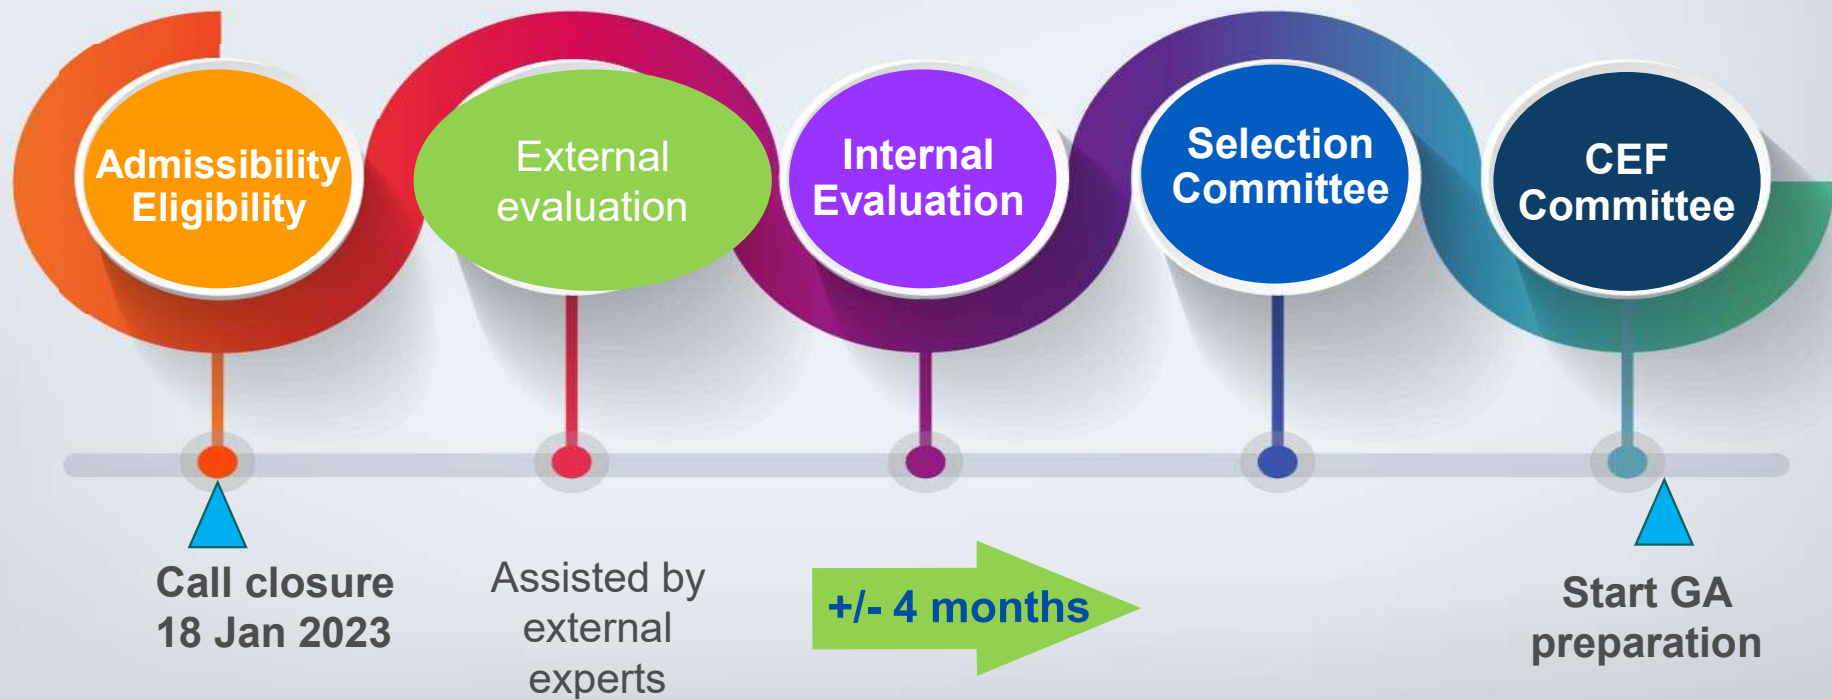 Admissibility
Eligibility
External
evaluation
Internal
Evaluation
Selection
Committee
CEF
Committee
Call closure
18 Jan 2023
Assisted by
external
experts
+/- 4 months
Start GA
preparation